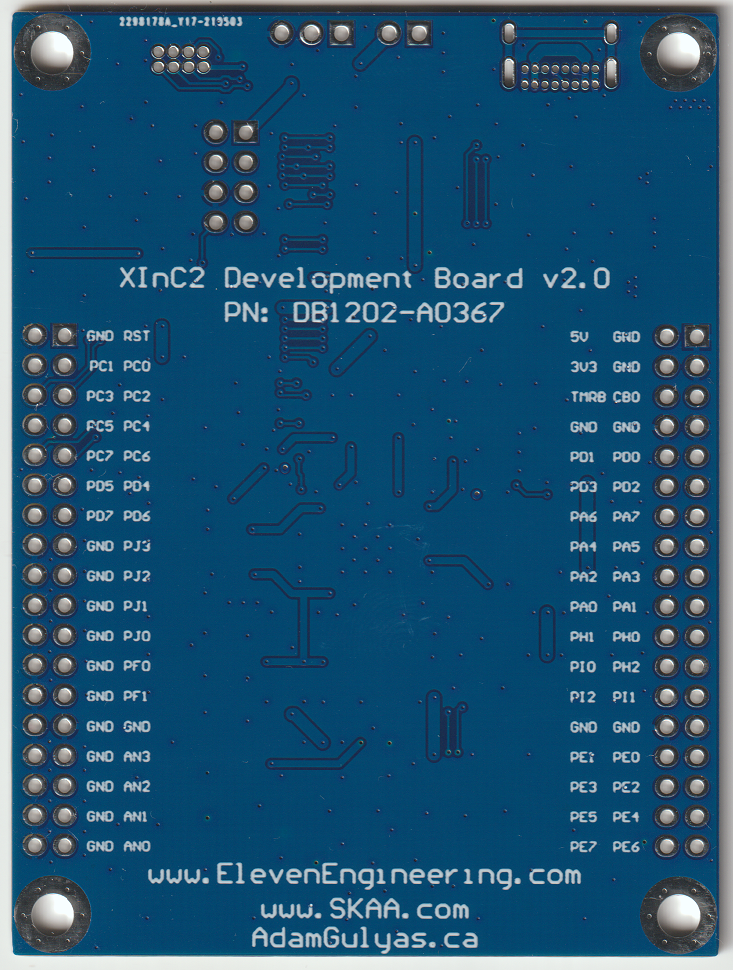 2298178A_Y17-219503
XInC2 Development Board v2.0
PN: DB1202-A0367
GND RST 5V GND
PC1 PC0 3V3 GND
PC3 PC2 TMRB CB0
PC5 PC4 GND GND
PC7 PC6 PD1 PD0
PD5 PD4 PD3 PD2
PD7 PD6 PA6 PA7
GND PJ3 PA4 PA5
GND PJ2 PA2 PA3
GND PJ1 PA0 PA1
GND PJ0 PH1 PH0
GND PF0 PI0 PH2
GND PF1 PI2 PI1
GND GND GND GND
GND AN3 PE1 PE0
GND AN2 PE3 PE2
GND AN1 PE5 PE4
GND AN0 PE7 PE6
www.ElevenEngineering.com
www.SKAA.com
AdamGulyas.ca